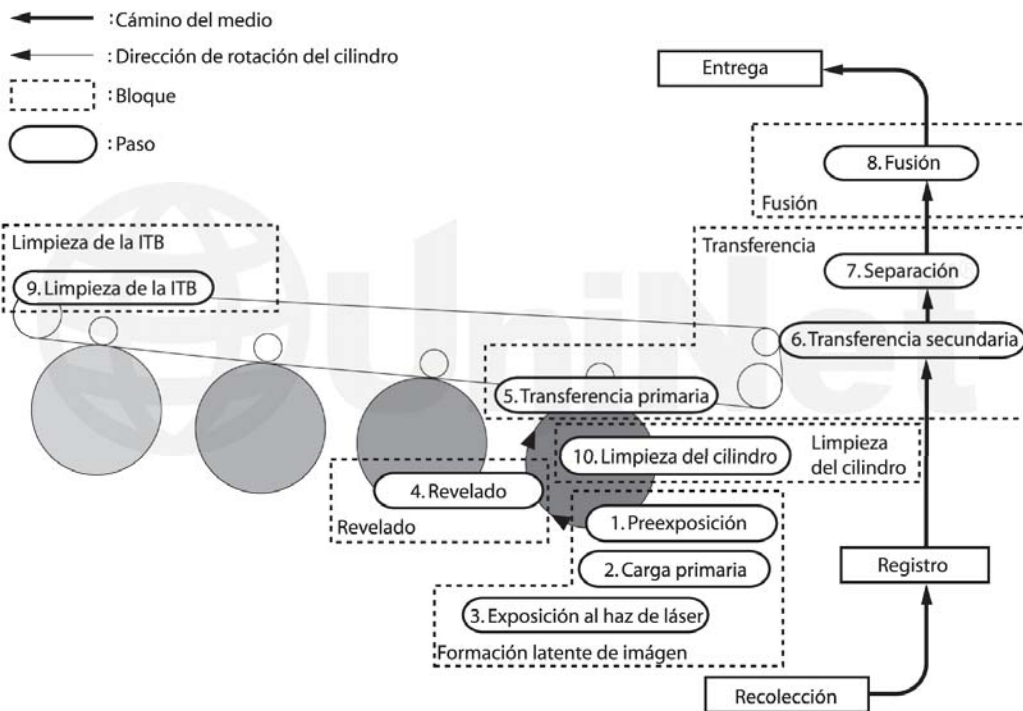 :Cámino del medio
:Dirección de rotación del cilindro
:Bloque
:Paso
Entrega
8. Fusión
Fusión
Limpieza de la ITB
9. Limpieza de la ITB
Transferencia
7. Separación
6. Transferencia secundaria
5. Transferencia primaria
10. Limpieza del cilindro
Limpieza
del cilindro
4. Revelado
Revelado
1. Preexposición
2. Carga primaria
3. Exposición al haz de láser
Formación latente de imágen
Registro
Recolección
UniNet